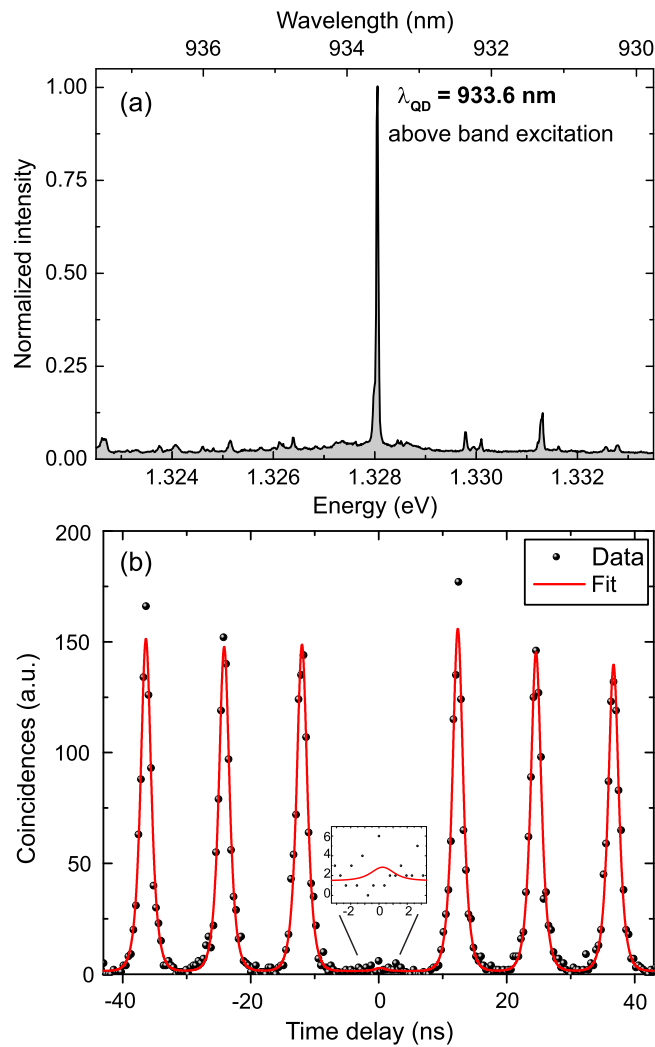 Wavelength (nm)
936 934 932 930
(a)
λQD = 933.6 nm
above band excitation
1.00
0.75
0.50
0.25
0.00
Normalized intensity
1.324 1.326 1.328 1.330 1.332
Energy (eV)
(b)
Data
Fit
200
150
100
50
0
Coincidences (a.u.)
6
4
2
0
-2 0 2
-40 -20 0 20 40
Time delay (ns)